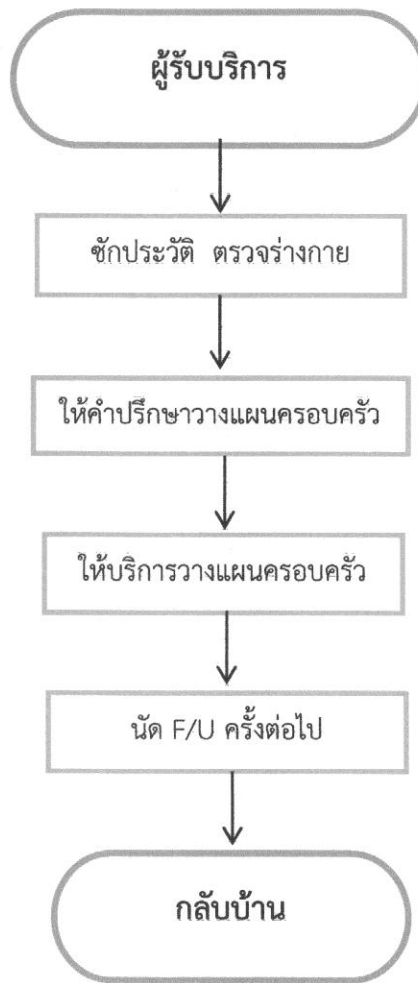 ผู้รับบริการ
ซักประวัติ ตรวจร่างกาย
ให้คำปรึกษาวางแผนครอบครัว
ให้บริการวางแผนครอบครัว
นัด F/U ครั้งต่อไป
กลับบ้าน